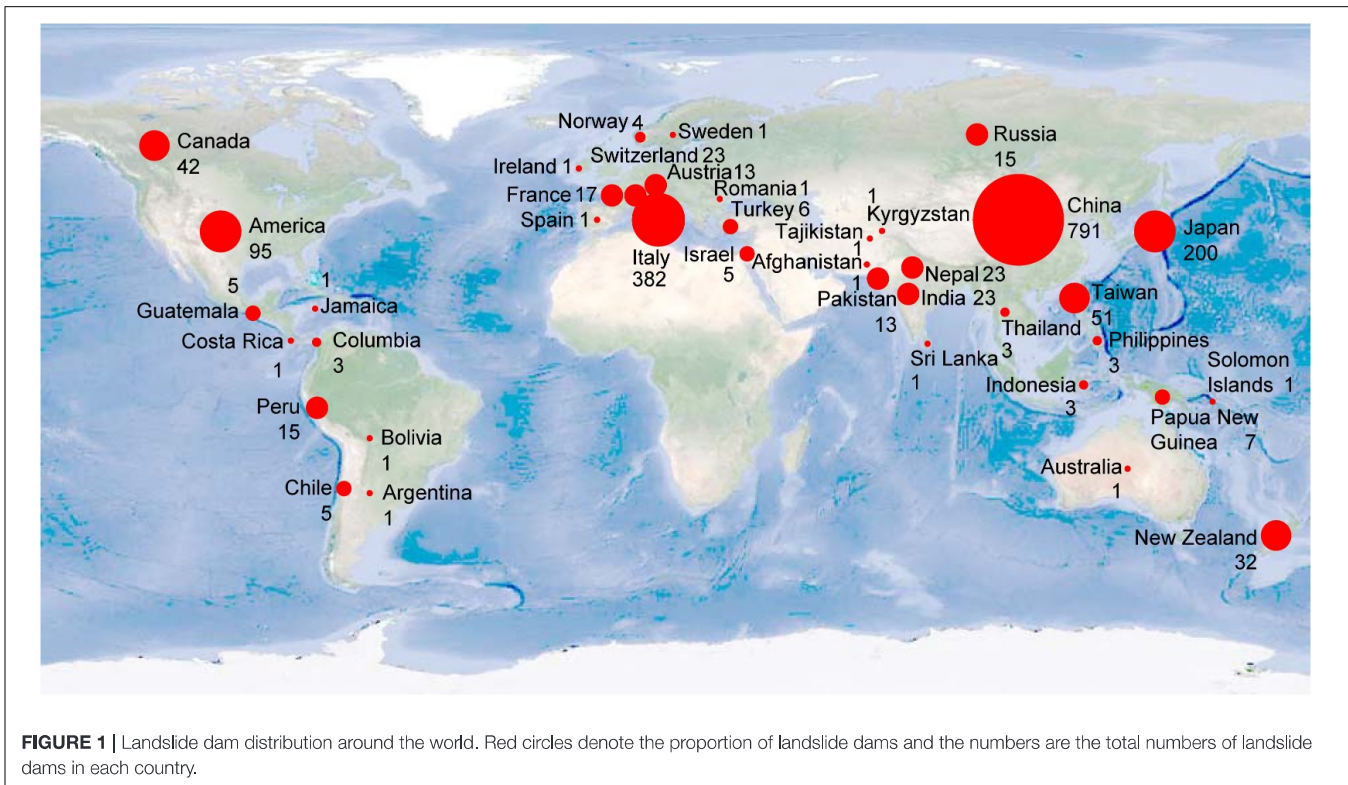 Canada
42
America
95
5
Guatemala
1
Jamaica
Costa Rica
1
Columbia
3
Peru
15
Bolivia
1
Chile
5
Argentina
1
Norway 4
Sweden 1
Ireland 1
Switzerland 23
Austria 13
France 17
Romania 1
Spain 1
Turkey 6
Italy
382
Israel
5
1
Kyrgyzstan
Tajikistan
1
Afghanistan
1
Pakistan
13
Nepal 23
India 23
Russia
15
China
791
Japan
200
Taiwan
51
Thailand
3
Philippines
3
Sri Lanka
1
Indonesia
3
Solomon
Islands 1
Papua New
Guinea 7
Australia
1
New Zealand
32
FIGURE 1 | Landslide dam distribution around the world. Red circles denote the proportion of landslide dams and the numbers are the total numbers of landslide
dams in each country.